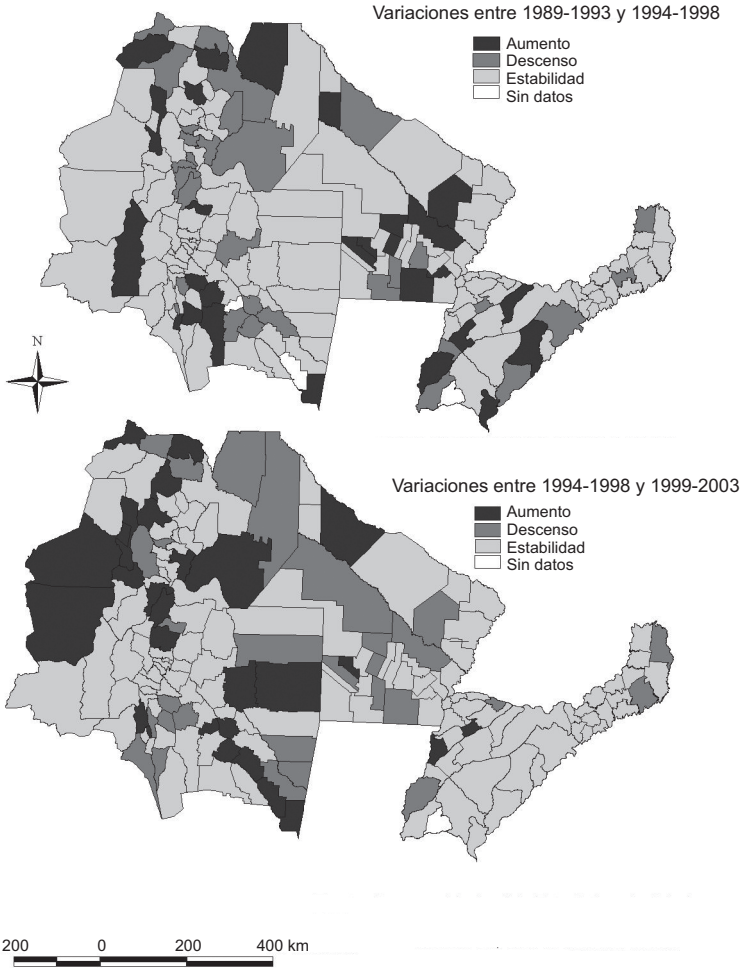 Variaciones entre 1989-1993 y 1994-1998
Aumento
Descenso
Estabilidad
Sin datos
N
Variaciones entre 1994-1998 y 1999-2003
Aumento
Descenso
Estabilidad
Sin datos
200 0 200 400 km